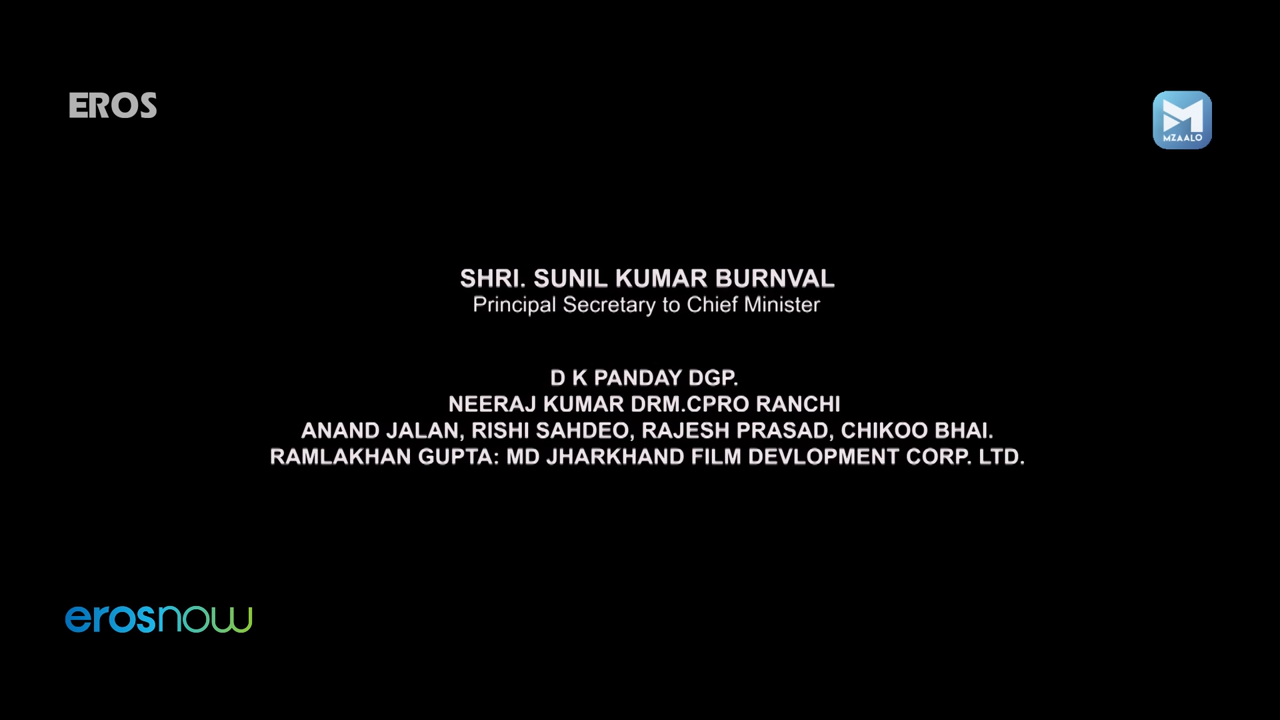 EROS
MZAALO
SHRI. SUNIL KUMAR BURNVAL
Principal Secretary to Chief Minister
D K PANDAY DGP.
NEERAJ KUMAR DRM.CPRO RANCHI
ANAND JALAN, RISHI SAHDEO, RAJESH PRASAD, CHIKOO BHAI.
RAMLAKHAN GUPTA: MD JHARKHAND FILM DEVLOPMENT CORP. LTD.
erosnow